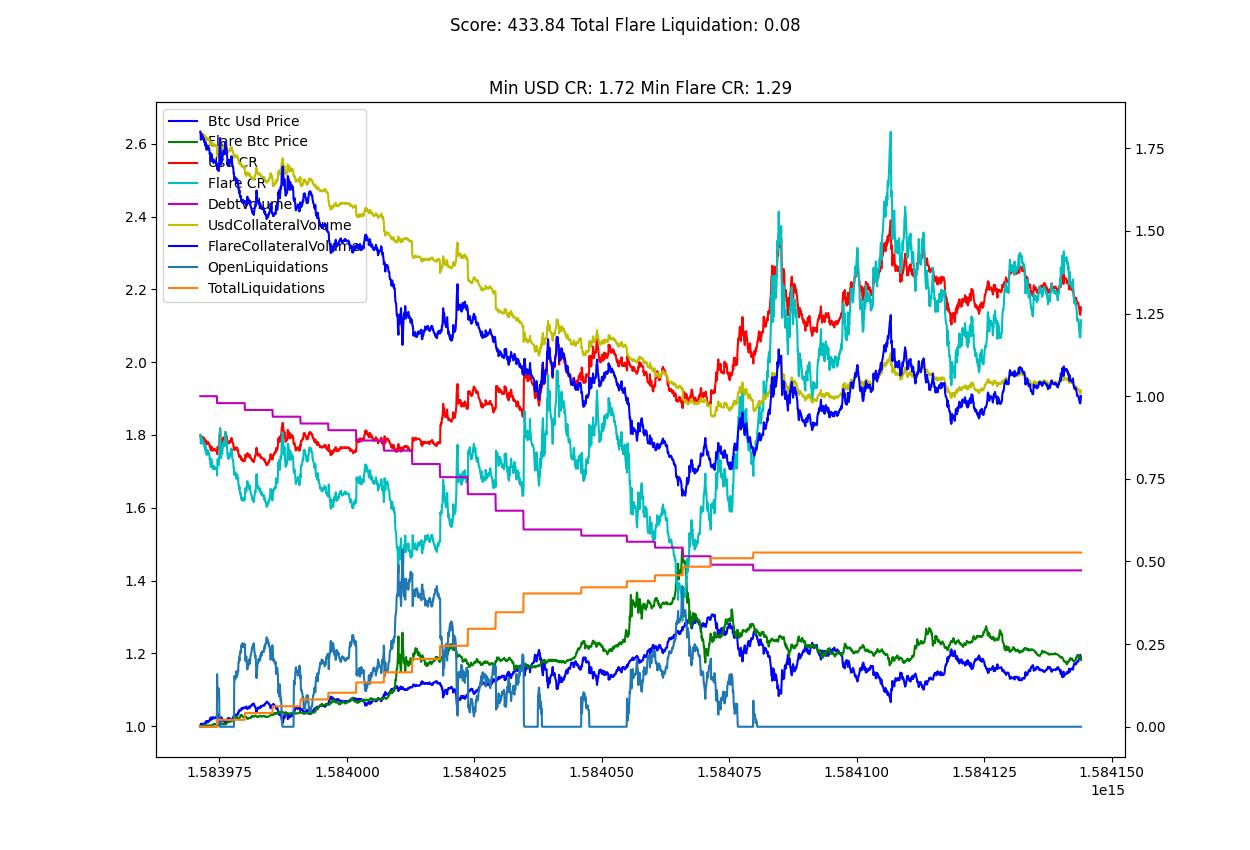 Score: 433.84 Total Flare Liquidation: 0.08
Min USD CR: 1.72 Min Flare CR: 1.29
Btc Usd Price
Flare Btc Price
Usd CR
Flare CR
DebtVolume
UsdCollateralVolume
FlareCollateralVolume
OpenLiquidations
TotalLiquidations
2.6
2.4
2.2
2.0
1.8
1.6
1.4
1.2
1.0
1.75
1.50
1.25
1.00
0.75
0.50
0.25
0.00
1.583975 1.584000 1.584025 1.584050 1.584075 1.584100 1.584125 1.584150
1e15